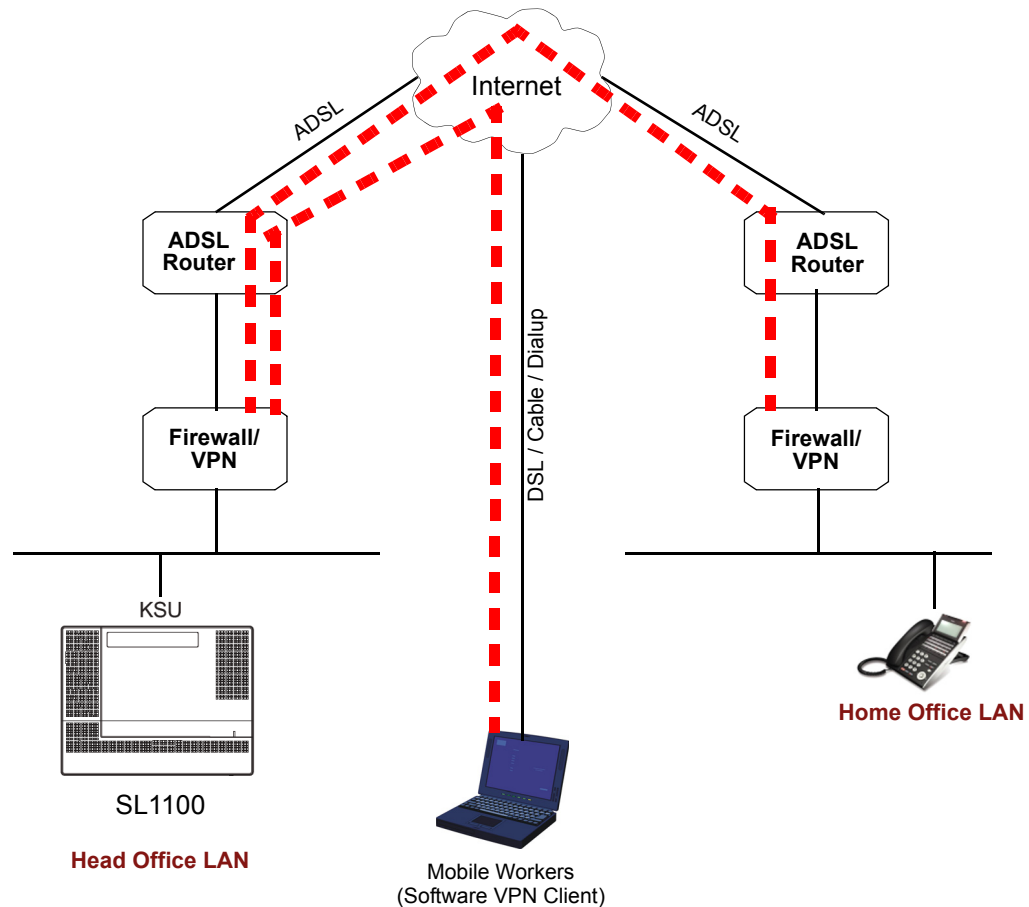 Internet
ADSL
ADSL
ADSL
Router
ADSL
Router
DSL / Cable / Dialup
Firewall/
VPN
Firewall/
VPN
KSU
SL1100
Head Office LAN
Home Office LAN
Mobile Workers
(Software VPN Client)